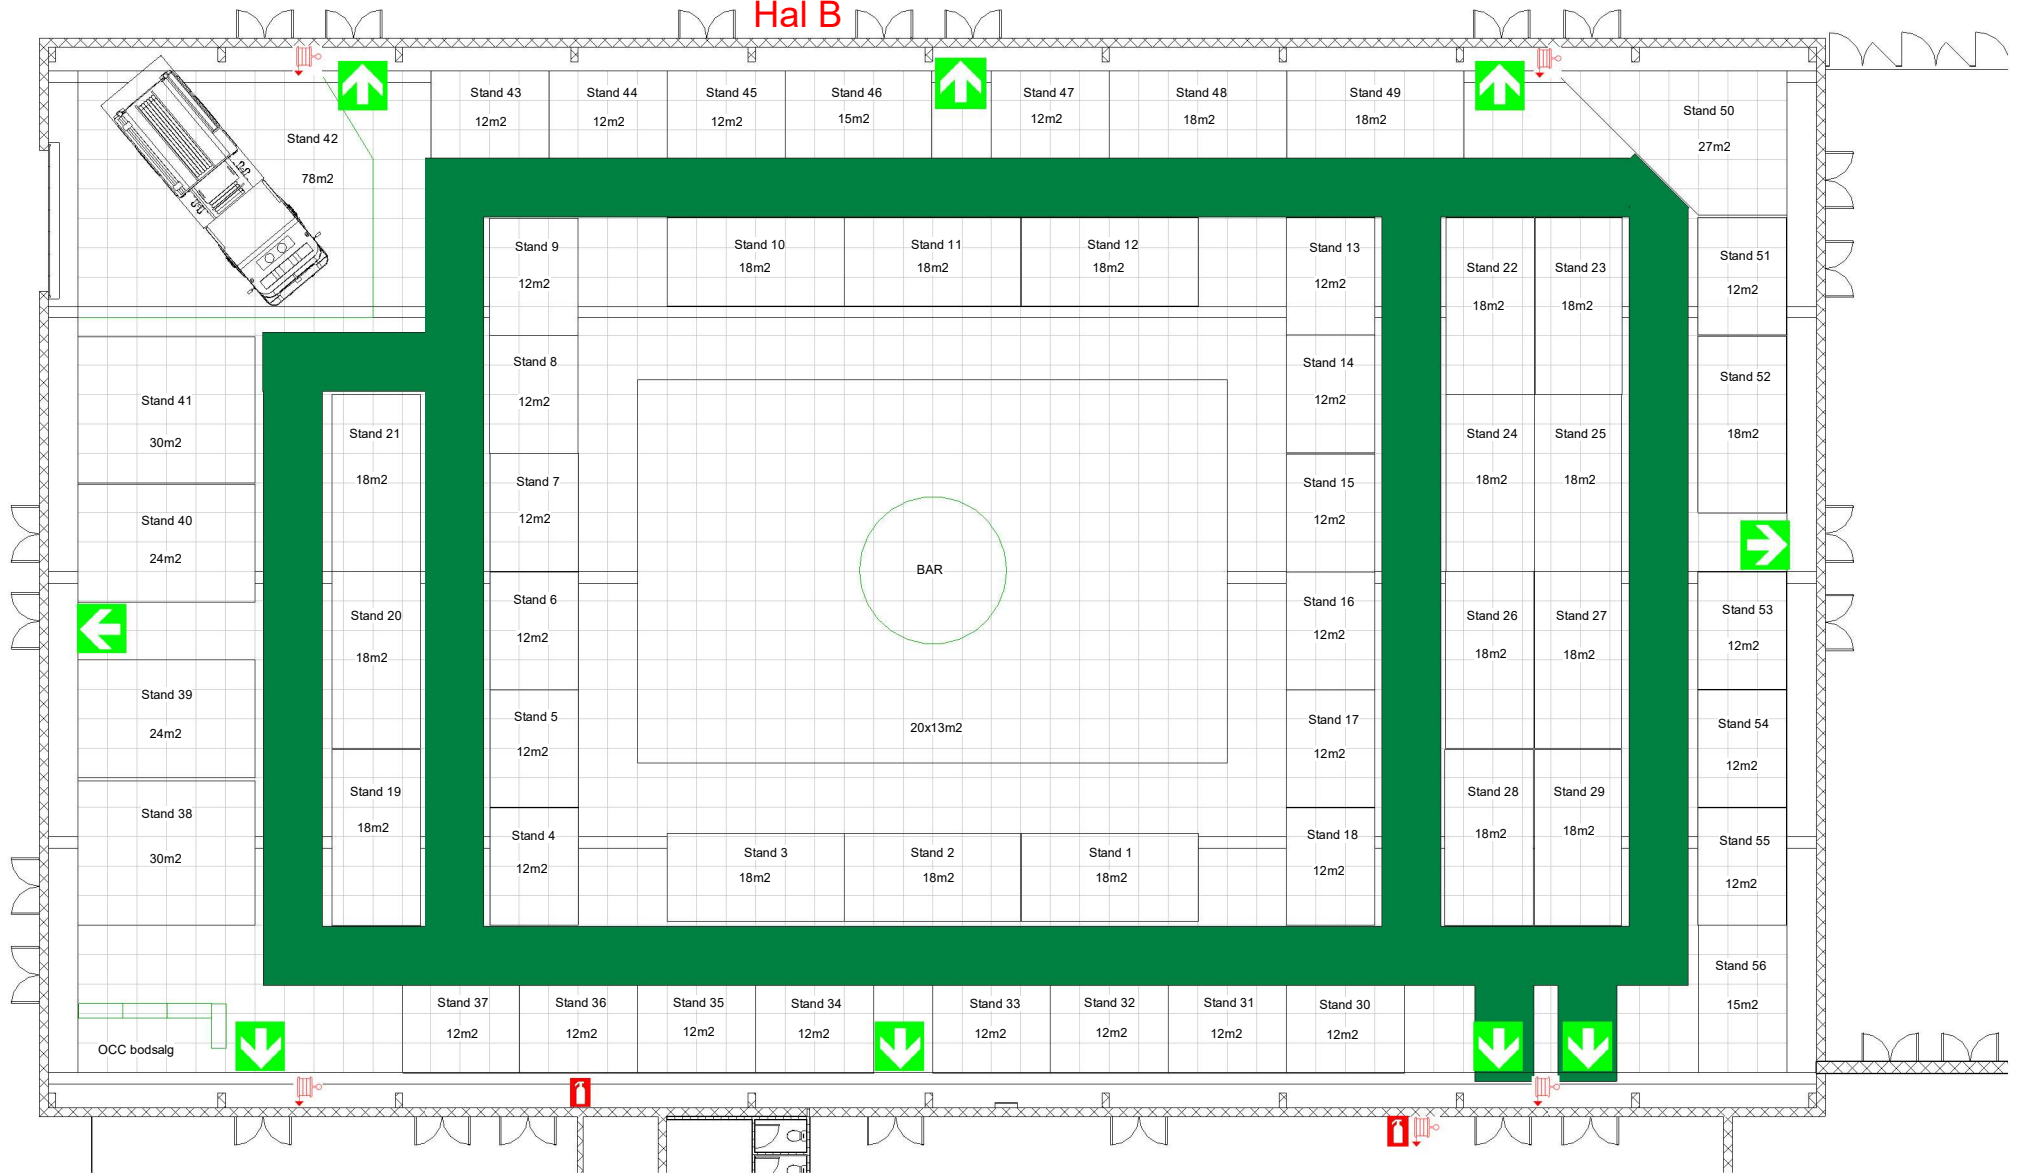 Hal B
Stand 43
12m2
Stand 44
12m2
Stand 45
12m2
Stand 46
15m2
Stand 47
12m2
Stand 48
18m2
Stand 49
18m2
Stand 50
27m2
Stand 42
78m2
Stand 9
12m2
Stand 10
18m2
Stand 11
18m2
Stand 12
18m2
Stand 13
12m2
Stand 22
18m2
Stand 23
18m2
Stand 51
12m2
Stand 8
12m2
Stand 14
12m2
Stand 52
18m2
Stand 41
30m2
Stand 21
18m2
Stand 24
18m2
Stand 25
18m2
Stand 7
12m2
Stand 15
12m2
Stand 40
24m2
BAR
Stand 6
12m2
Stand 16
12m2
Stand 20
18m2
Stand 26
18m2
Stand 27
18m2
Stand 53
12m2
Stand 39
24m2
Stand 5
12m2
20x13m2
Stand 17
12m2
Stand 54
12m2
Stand 38
30m2
Stand 19
18m2
Stand 28
18m2
Stand 29
18m2
Stand 4
12m2
Stand 3
18m2
Stand 2
18m2
Stand 1
18m2
Stand 18
12m2
Stand 55
12m2
Stand 56
15m2
Stand 37
12m2
Stand 36
12m2
Stand 35
12m2
Stand 34
12m2
Stand 33
12m2
Stand 32
12m2
Stand 31
12m2
Stand 30
12m2
OCC bodsalg